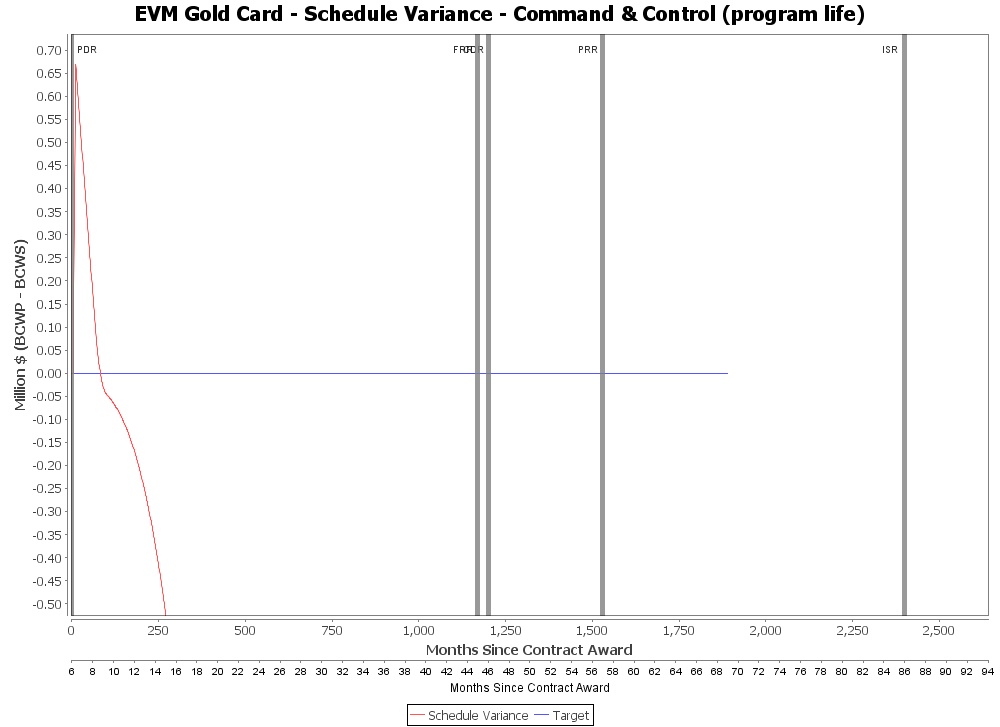 EVM Gold Card - Schedule Variance - Command & Control (program life)
PDR
PRR
ISR
0.70
0.65
0.60
0.55
0.50
0.45
0.40
0.35
0.30
0.25
0.20
0.15
0.10
0.05
0.00
-0.05
-0.10
-0.15
-0.20
-0.25
-0.30
-0.35
-0.40
-0.45
-0.50
Million $ (BCWP - BCWS)
0 250 500 750 1,000 1,250 1,500 1,750 2,000 2,250 2,500
Months Since Contract Award
6 8 10 12 14 16 18 20 22 24 26 28 30 32 34 36 38 40 42 44 46 48 50 52 54 56 58 60 62 64 66 68 70 72 74 76 78 80 82 84 86 88 90 92 94
Months Since Contract Award
Schedule Variance Target